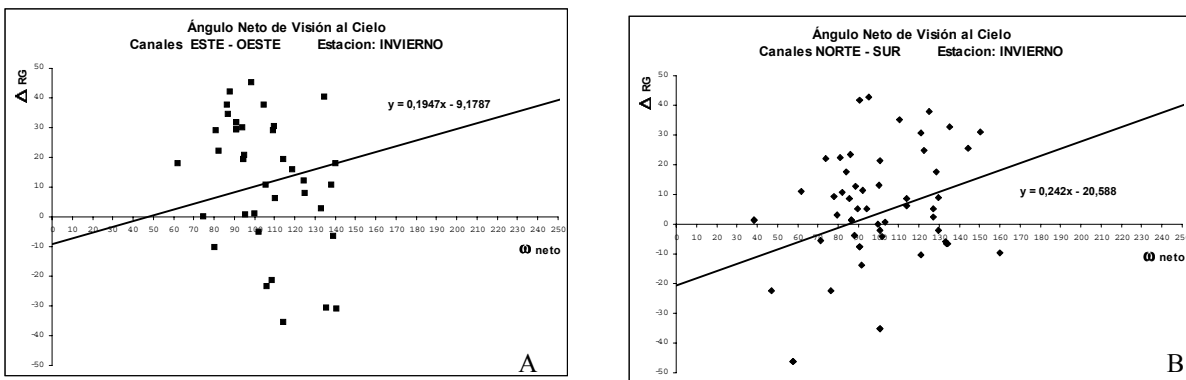 Ángulo Neto de Visión al Cielo
Canales ESTE - OESTE Estacion: INVIERNO
Δ RG
50
40
30
20
10
0
-10
-20
-30
-40
-50
0 10 20 30 40 50 60 70 80 90 100 110 120 130 140 150 160 170 180 190 200 210 220 230 240 250
y = 0,1947x - 9,1787
ω neto
A
Ángulo Neto de Visión al Cielo
Canales NORTE - SUR Estacion: INVIERNO
Δ RG
50
40
30
20
10
0
-10
-20
-30
-40
-50
0 10 20 30 40 50 60 70 80 90 100 110 120 130 140 150 160 170 180 190 200 210 220 230 240 250
y = 0,242x - 20,588
ω neto
B